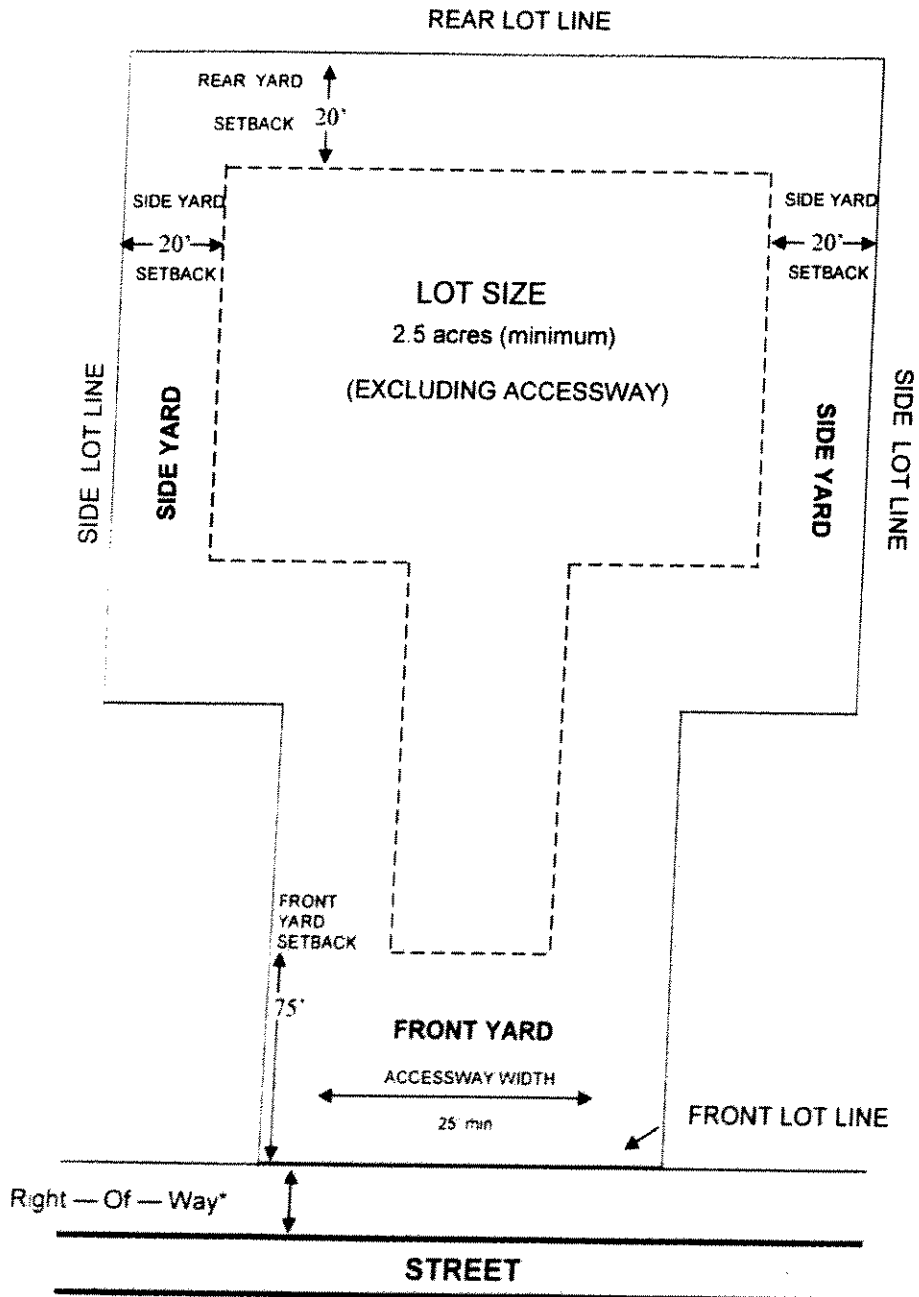 REAR LOT LINE
REAR YARD
SETBACK 20'
SIDE YARD
20'
SETBACK
SIDE YARD
20'
SETBACK
LOT SIZE
2.5 acres (minimum)
(EXCLUDING ACCESSWAY)
SIDE LOT LINE
SIDE YARD
SIDE YARD
SIDE LOT LINE
FRONT
YARD
SETBACK
75'
FRONT YARD
ACCESSWAY WIDTH
25' min
FRONT LOT LINE
Right — Of — Way*
STREET